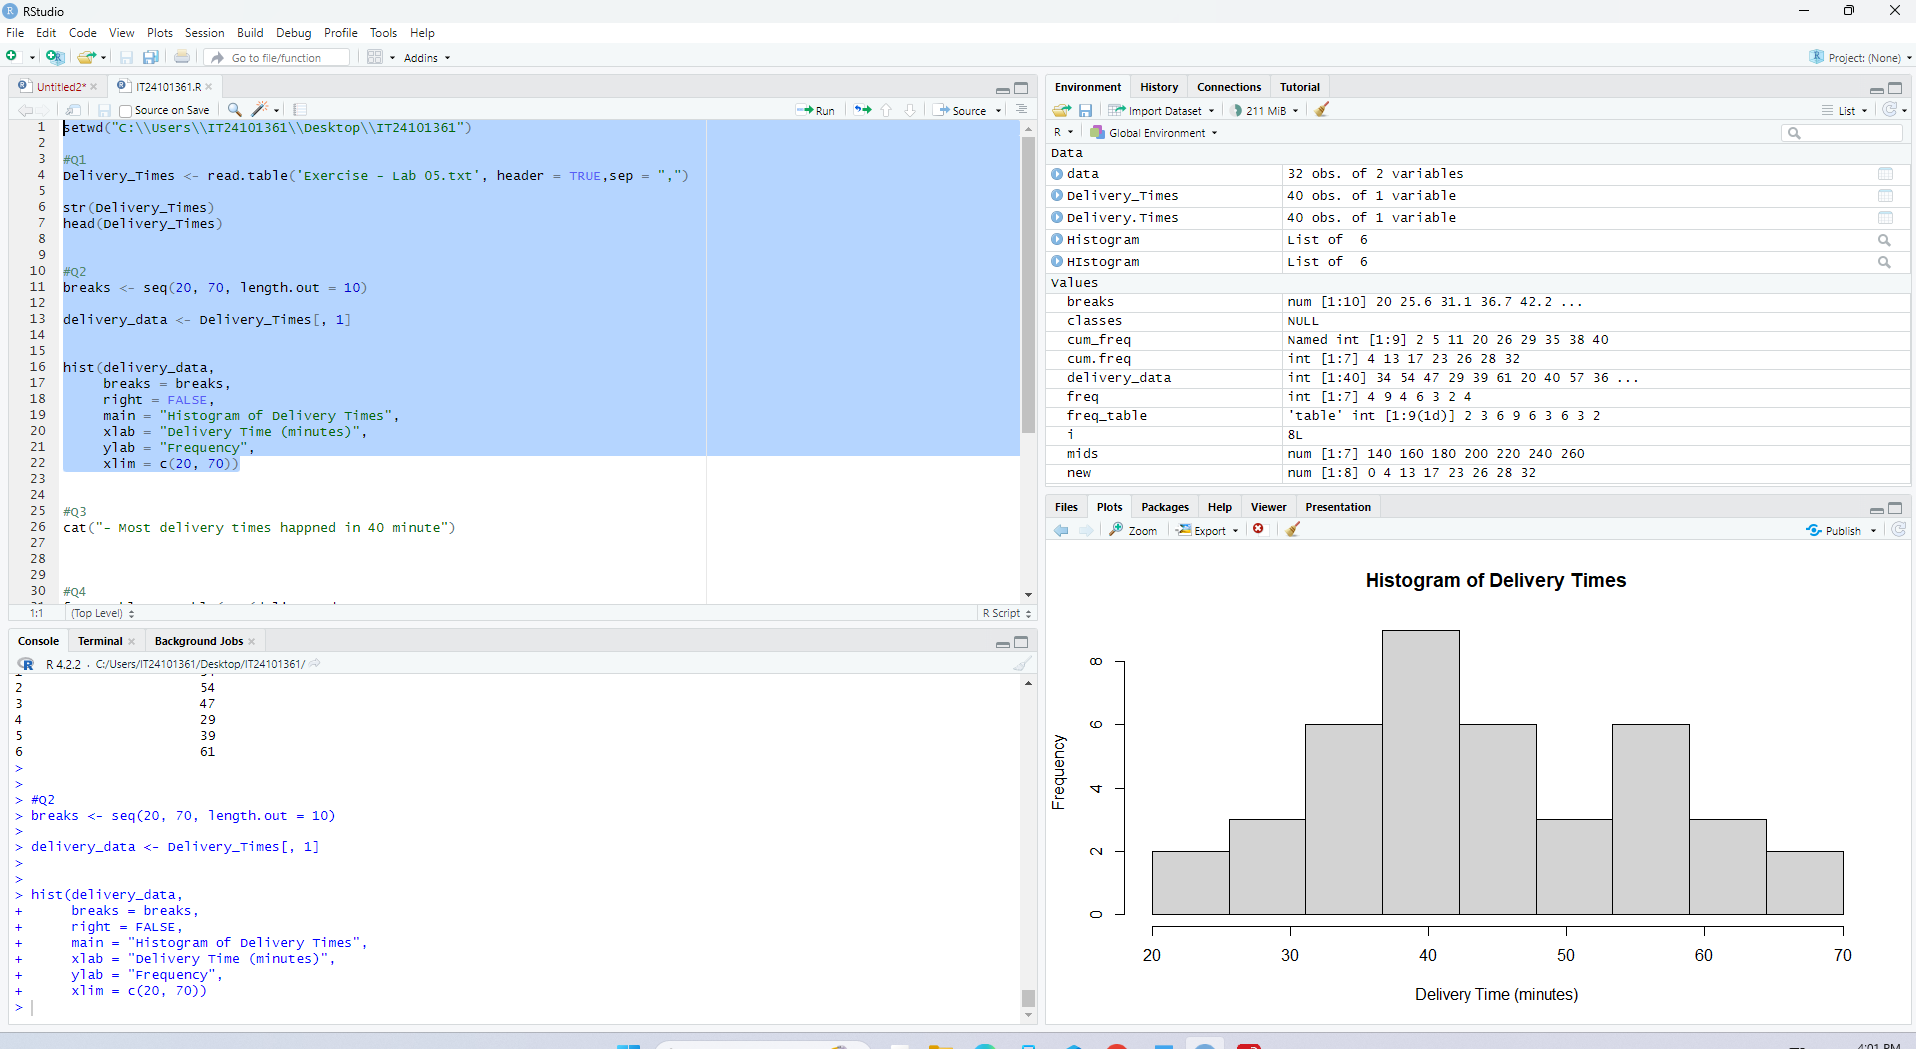 RStudio
File Edit Code View Plots Session Build Debug Profile Tools Help
Go to file/function Addins Project: (None)
Untitled2* IT24101361.R
Source on Save Run Source
1 setwd("C:\\Users\\IT24101361\\Desktop\\IT24101361")
2
3 #Q1
4 Delivery_Times <- read.table('Exercise - Lab 05.txt', header = TRUE,sep = ",")
5
6 str(Delivery_Times)
7 head(Delivery_Times)
8
9
10 #Q2
11 breaks <- seq(20, 70, length.out = 10)
12
13 delivery_data <- Delivery_Times[, 1]
14
15
16 hist(delivery_data,
17 breaks = breaks,
18 right = FALSE,
19 main = "Histogram of Delivery Times",
20 xlab = "Delivery Time (minutes)",
21 ylab = "Frequency",
22 xlim = c(20, 70))
23
24
25 #Q3
26 cat("- Most delivery times happned in 40 minute")
27
28
29
30 #Q4
1:1 (Top Level) R Script
Console Terminal Background Jobs
R 4.2.2 · C:/Users/IT24101361/Desktop/IT24101361/
2 54
3 47
4 29
5 39
6 61
>
>
> #Q2
> breaks <- seq(20, 70, length.out = 10)
>
> delivery_data <- Delivery_Times[, 1]
>
>
> hist(delivery_data,
+ breaks = breaks,
+ right = FALSE,
+ main = "Histogram of Delivery Times",
+ xlab = "Delivery Time (minutes)",
+ ylab = "Frequency",
+ xlim = c(20, 70))
>
Environment History Connections Tutorial
Import Dataset 211 MiB List
R Global Environment
Data
data 32 obs. of 2 variables
Delivery_Times 40 obs. of 1 variable
Delivery.Times 40 obs. of 1 variable
Histogram List of 6
HIstogram List of 6
Values
breaks num [1:10] 20 25.6 31.1 36.7 42.2 ...
classes NULL
cum_freq Named int [1:9] 2 5 11 20 26 29 35 38 40
cum.freq int [1:7] 4 13 17 23 26 28 32
delivery_data int [1:40] 34 54 47 29 39 61 20 40 57 36 ...
freq int [1:7] 4 9 4 6 3 2 4
freq_table 'table' int [1:9(1d)] 2 3 6 9 6 3 6 3 2
i 8L
mids num [1:7] 140 160 180 200 220 240 260
new num [1:8] 0 4 13 17 23 26 28 32
Files Plots Packages Help Viewer Presentation
Zoom Export Publish
Histogram of Delivery Times
Frequency
8
6
4
2
0
20 30 40 50 60 70
Delivery Time (minutes)
4:01 PM